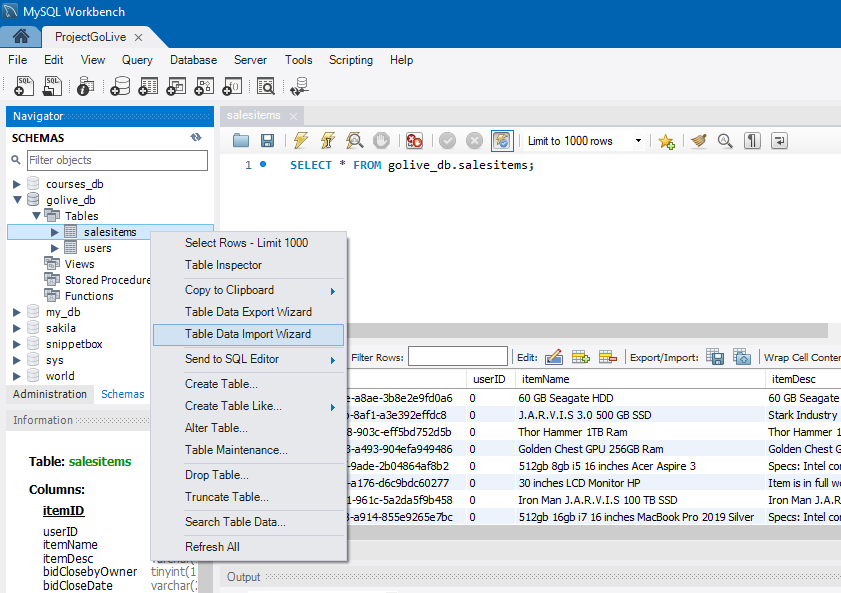 MySQL Workbench
ProjectGoLive
File Edit View Query Database Server Tools Scripting Help
Navigator
SCHEMAS
Filter objects
courses_db
golive_db
Tables
salesitems
users
Views
Stored Procedure
Functions
my_db
sakila
snippetbox
sys
world
Administration Schemas
Information
Table: salesitems
Columns:
itemID
userID
itemName
itemDesc
bidClosebyOwner tinyint(1
bidCloseDate varchar(
salesitems
Limit to 1000 rows
1 SELECT * FROM golive_db.salesitems;
Select Rows - Limit 1000
Table Inspector
Copy to Clipboard
Table Data Export Wizard
Table Data Import Wizard
Send to SQL Editor
Create Table...
Create Table Like...
Alter Table...
Table Maintenance...
Drop Table...
Truncate Table...
Search Table Data...
Refresh All
Filter Rows: Edit: Export/Import: Wrap Cell Conten
userID itemName itemDesc
e-a8ae-3b8e2e9fd0a6 0 60 GB Seagate HDD 60 GB Seagate
b-8af1-a3e392effdc8 0 J.A.R.V.I.S 3.0 500 GB SSD Stark Industry
8-903c-eff5bd752d5b 0 Thor Hammer 1TB Ram Thor Hammer 1
3-a493-904efa949486 0 Golden Chest GPU 256GB Ram Golden Chest G
-9ade-2b04864af8b2 0 512gb 8gb i5 16 inches Acer Aspire 3 Specs: Intel co
-a176-d6c9bdc60277 0 30 inches LCD Monitor HP Item is in full w
1-961c-5a2da5f9b458 0 Iron Man J.A.R.V.I.S 100 TB SSD Iron Man J.A.R
8-a914-855e9265e7bc 0 512gb 16gb i7 16 inches MacBook Pro 2019 Silver Specs: Intel co
Output